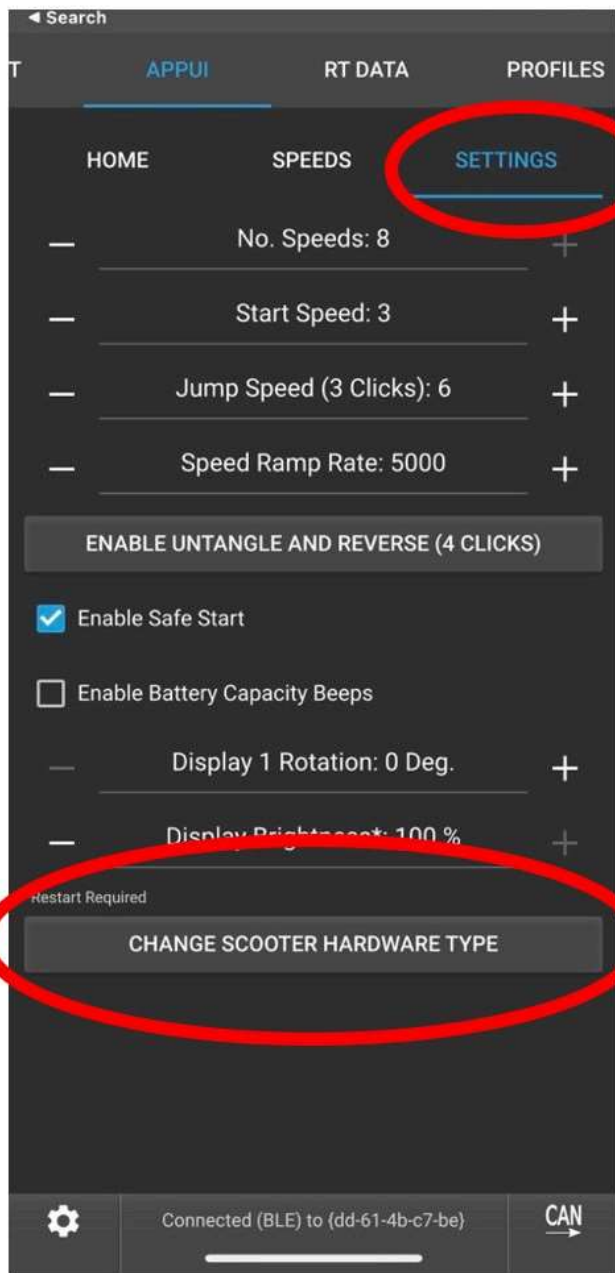 ◀ Search
T APPUI RT DATA PROFILES
HOME SPEEDS SETTINGS
— No. Speeds: 8 +
— Start Speed: 3 +
— Jump Speed (3 Clicks): 6 +
— Speed Ramp Rate: 5000 +
ENABLE UNTANGLE AND REVERSE (4 CLICKS)
Enable Safe Start
Enable Battery Capacity Beeps
— Display 1 Rotation: 0 Deg. +
— Display Brightness*: 100 % +
Restart Required
CHANGE SCOOTER HARDWARE TYPE
Connected (BLE) to {dd-61-4b-c7-be} CAN